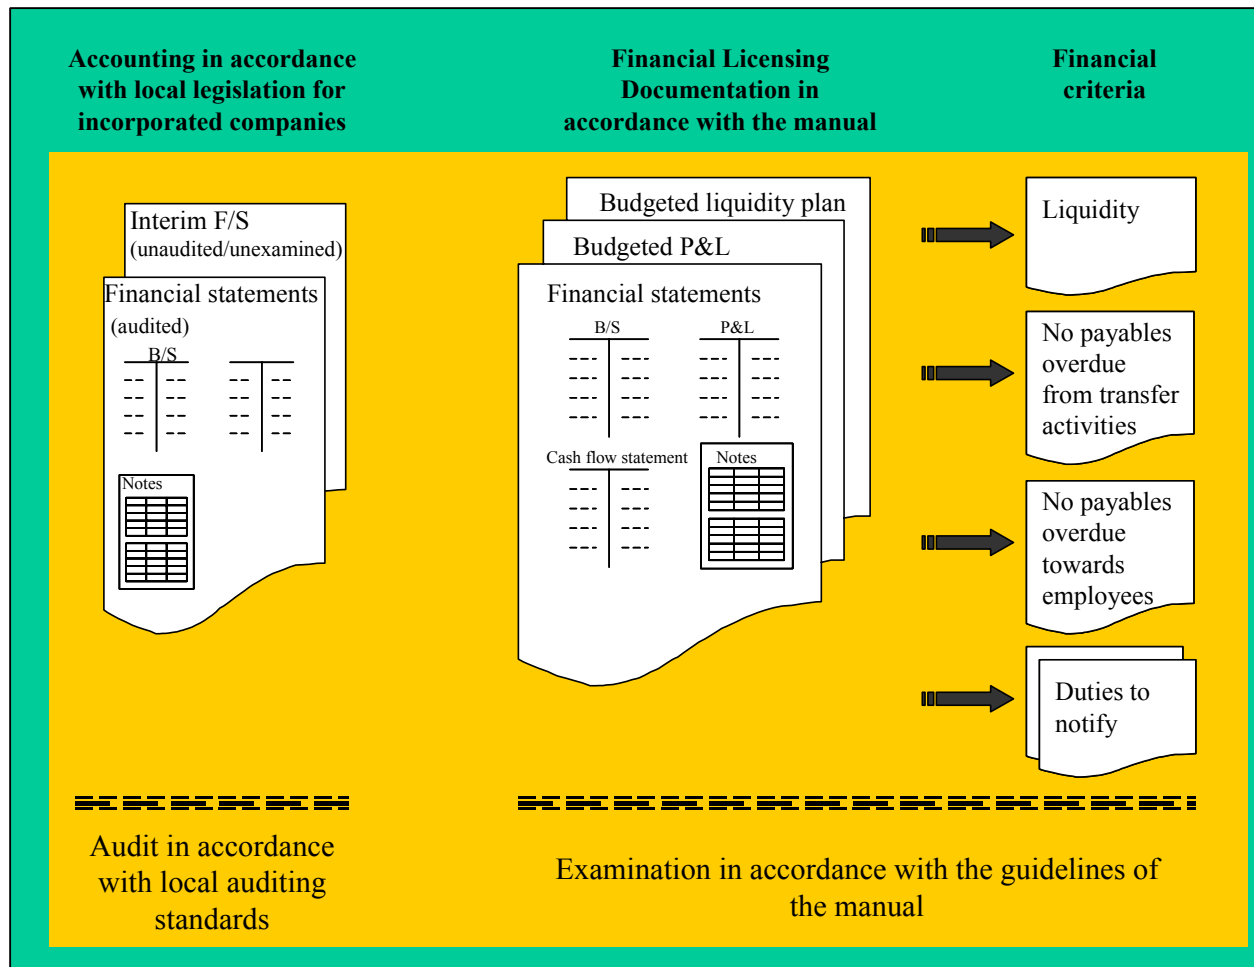 Accounting in accordance
with local legislation for
incorporated companies
Financial Licensing
Documentation in
accordance with the manual
Financial
criteria
Interim F/S
(unaudited/unexamined)
Financial statements
(audited)
B/S
Notes
Budgeted liquidity plan
Budgeted P&L
Financial statements
B/S
P&L
Cash flow statement
Notes
Liquidity
No payables
overdue
from transfer
activities
No payables
overdue
towards
employees
Duties to
notify
Audit in accordance
with local auditing
standards
Examination in accordance with the guidelines of
the manual